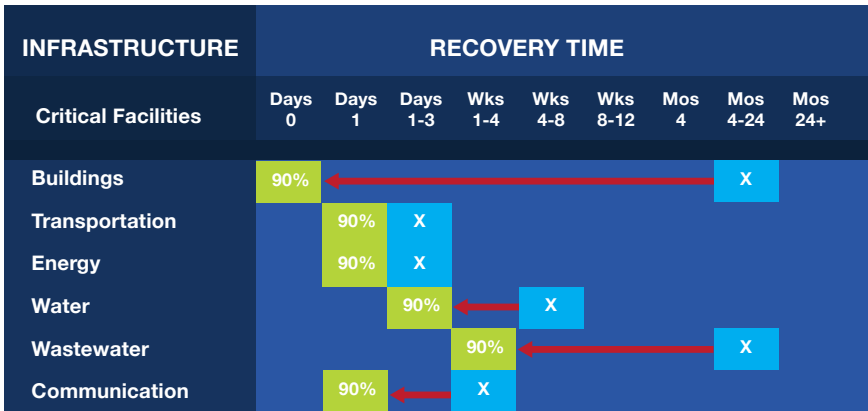 INFRASTRUCTURE RECOVERY TIME
Critical Facilities Days 0 Days 1 Days 1-3 Wks 1-4 Wks 4-8 Wks 8-12 Mos 4 Mos 4-24 Mos 24+
Buildings 90% X
Transportation 90% X
Energy 90% X
Water 90% X
Wastewater 90% X
Communication 90% X